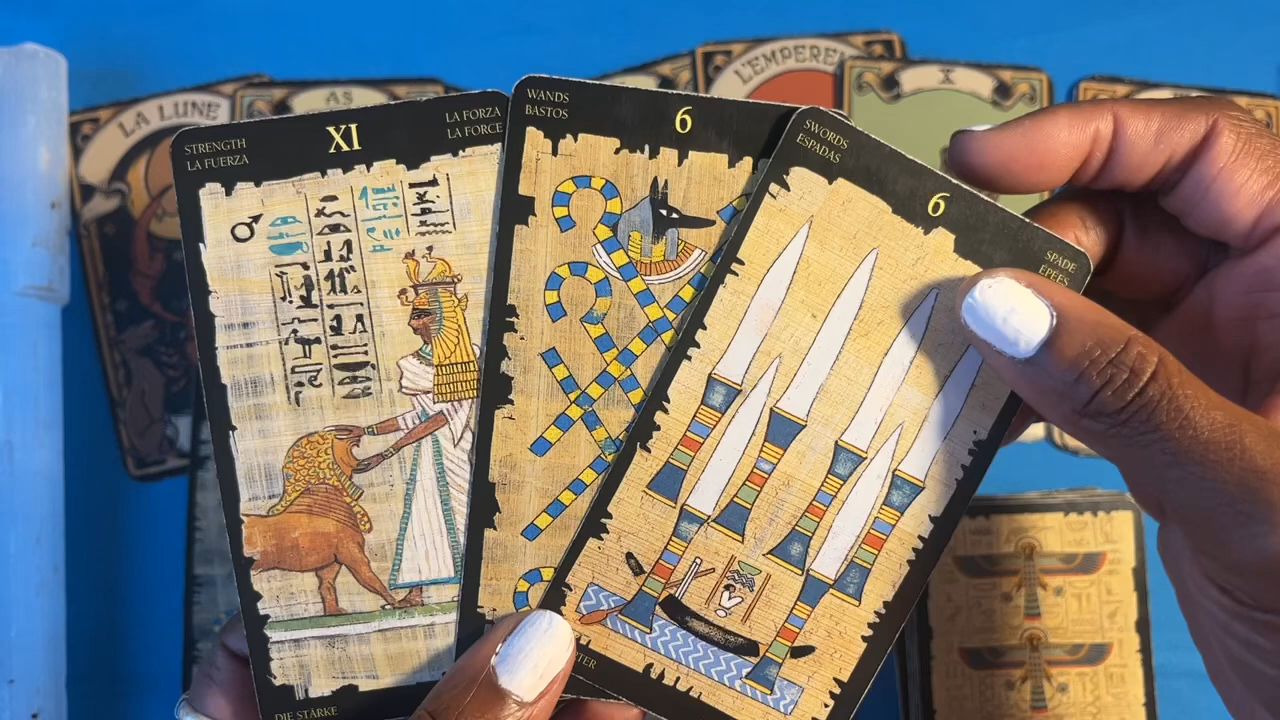 LA LUNE
AS
L'EMPEREU
X
STRENGTH
LA FUERZA
XI
LA FORZA
LA FORCE
DIE STÄRKE
WANDS
BASTOS
6
SWORDS
ESPADAS
6
SPADE
ÉPÉES